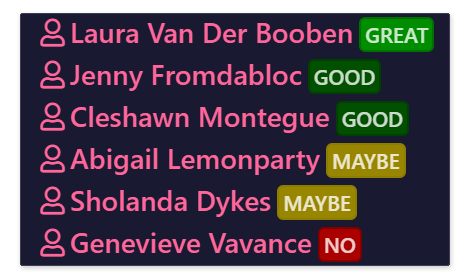 Laura Van Der Booben GREAT
Jenny Fromdabloc GOOD
Cleshawn Montegue GOOD
Abigail Lemonparty MAYBE
Sholanda Dykes MAYBE
Genevieve Vavance NO